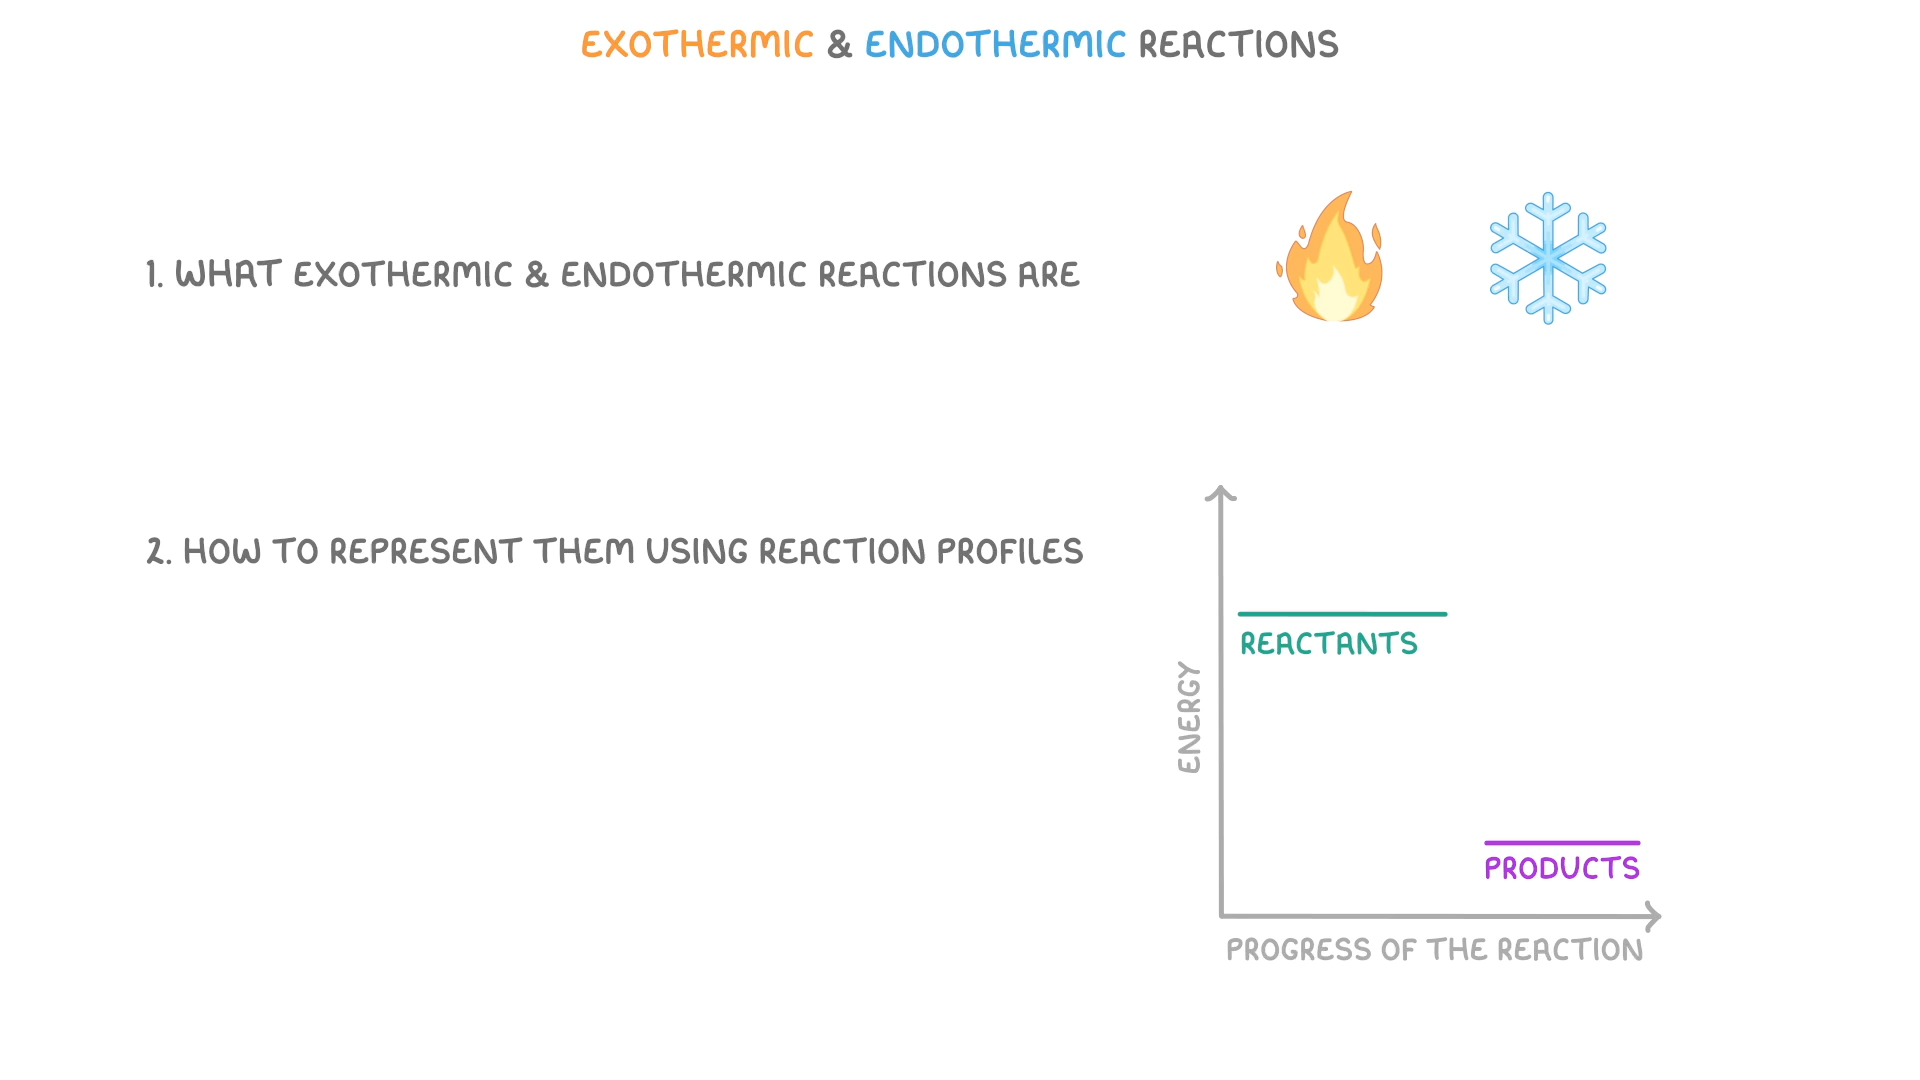 EXOTHERMIC & ENDOTHERMIC REACTIONS
1. WHAT EXOTHERMIC & ENDOTHERMIC REACTIONS ARE
2. HOW TO REPRESENT THEM USING REACTION PROFILES
ENERGY
REACTANTS
PRODUCTS
PROGRESS OF THE REACTION